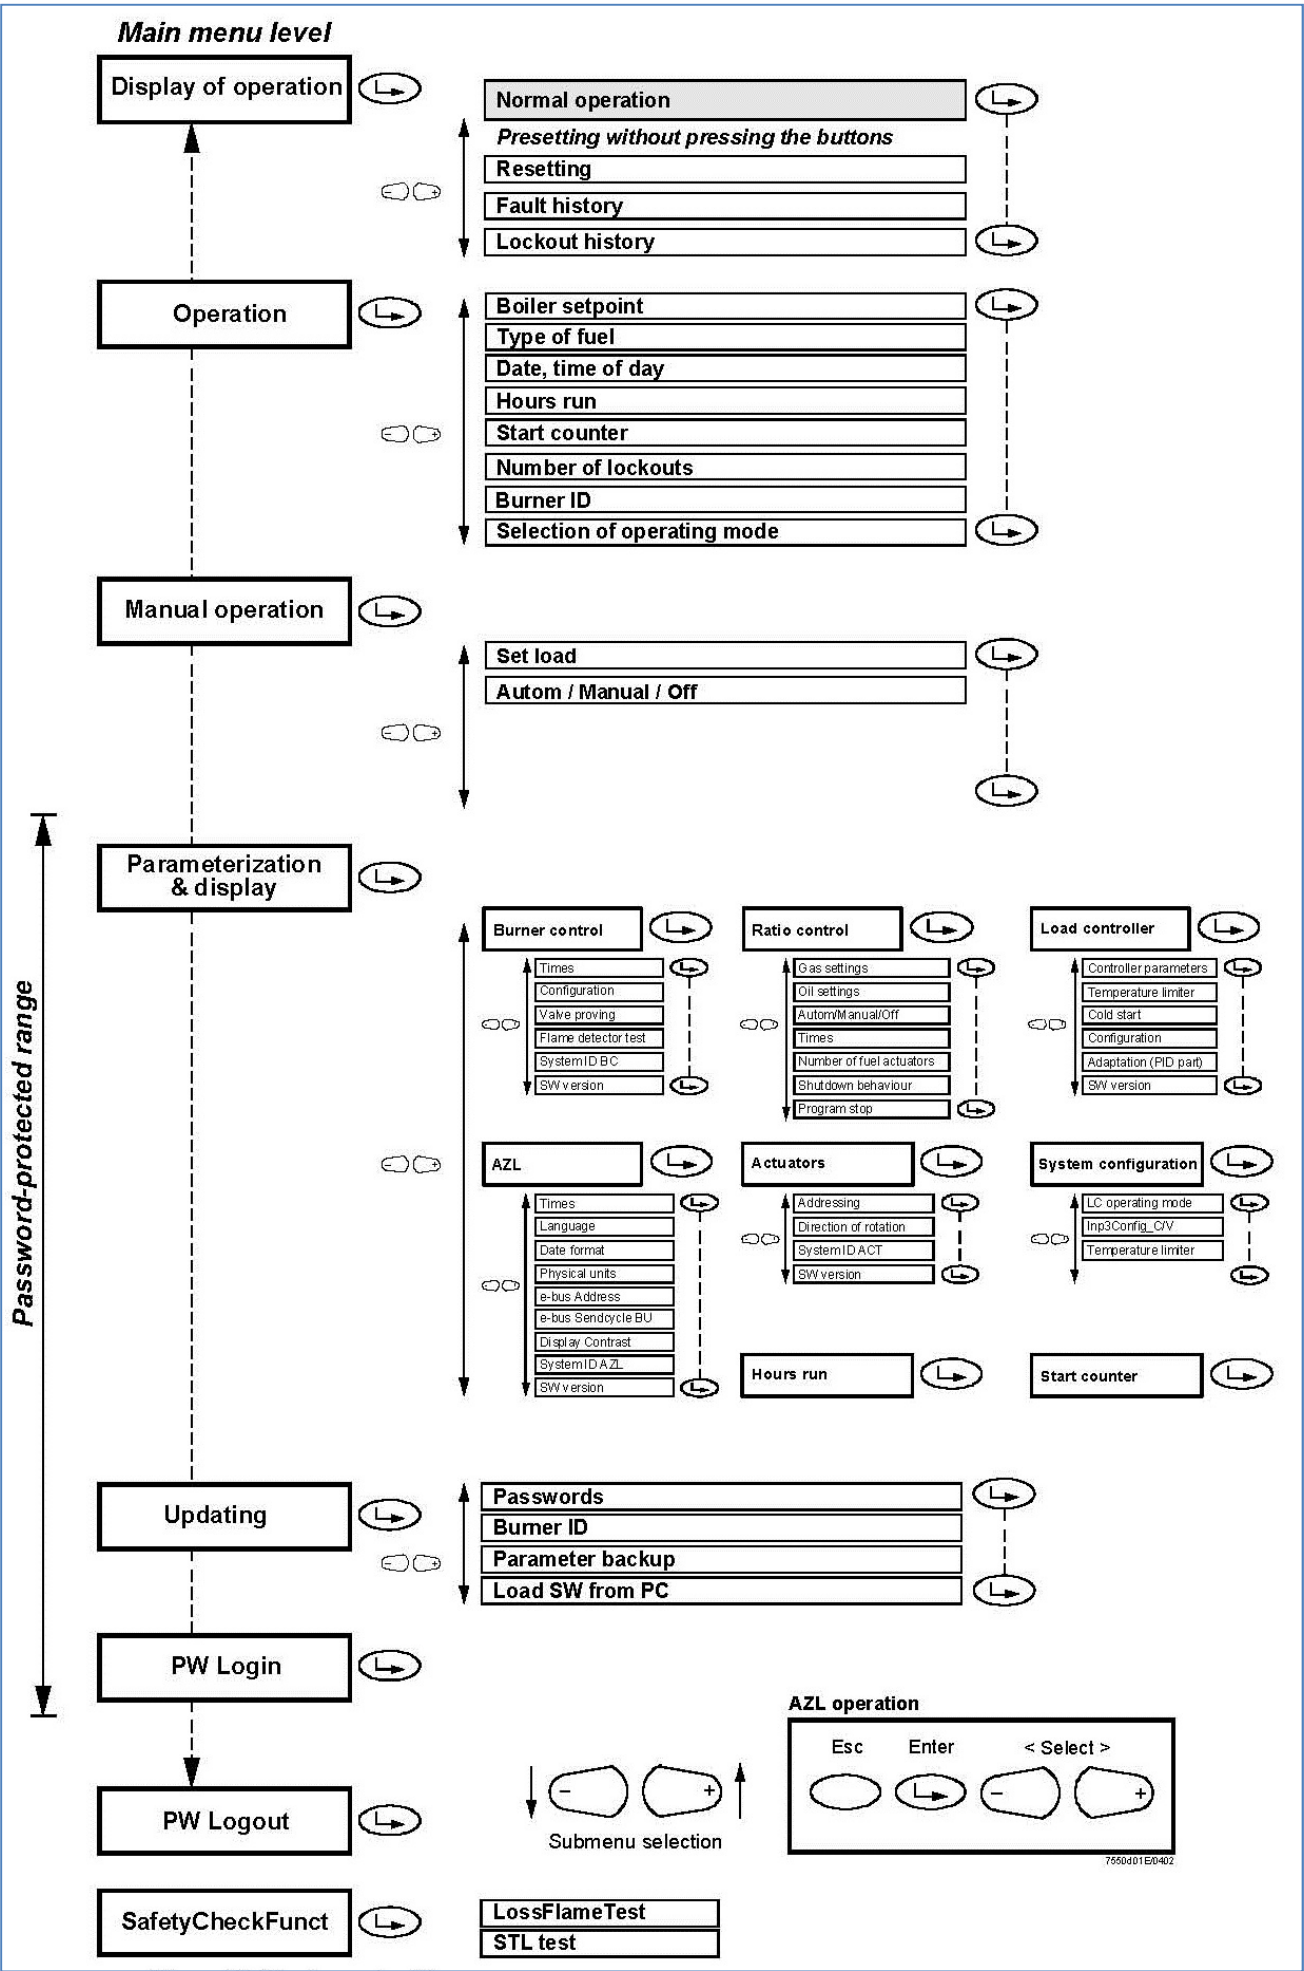 Main menu level
Display of operation
Normal operation
Presetting without pressing the buttons
Resetting
Fault history
Lockout history
- +
Operation
Boiler setpoint
Type of fuel
Date, time of day
Hours run
Start counter
Number of lockouts
Burner ID
Selection of operating mode
- +
Manual operation
Set load
Autom / Manual / Off
- +
Password-protected range
Parameterization
& display
- +
Burner control
Times
Configuration
Valve proving
Flame detector test
System ID BC
SW version
Ratio control
Gas settings
Oil settings
Autom/Manual/Off
Times
Number of fuel actuators
Shutdown behaviour
Program stop
Load controller
Controller parameters
Temperature limiter
Cold start
Configuration
Adaptation (PID part)
SW version
AZL
Times
Language
Date format
Physical units
e-bus Address
e-bus Sendcycle BU
Display Contrast
System ID AZL
SW version
Actuators
Addressing
Direction of rotation
System ID ACT
SW version
System configuration
LC operating mode
Inp3Config_C/V
Temperature limiter
Hours run
Start counter
Updating
Passwords
Burner ID
Parameter backup
Load SW from PC
- +
PW Login
PW Logout
- +
Submenu selection
AZL operation
Esc Enter < Select >
- +
7550d01E/0402
SafetyCheckFunct
LossFlameTest
STL test